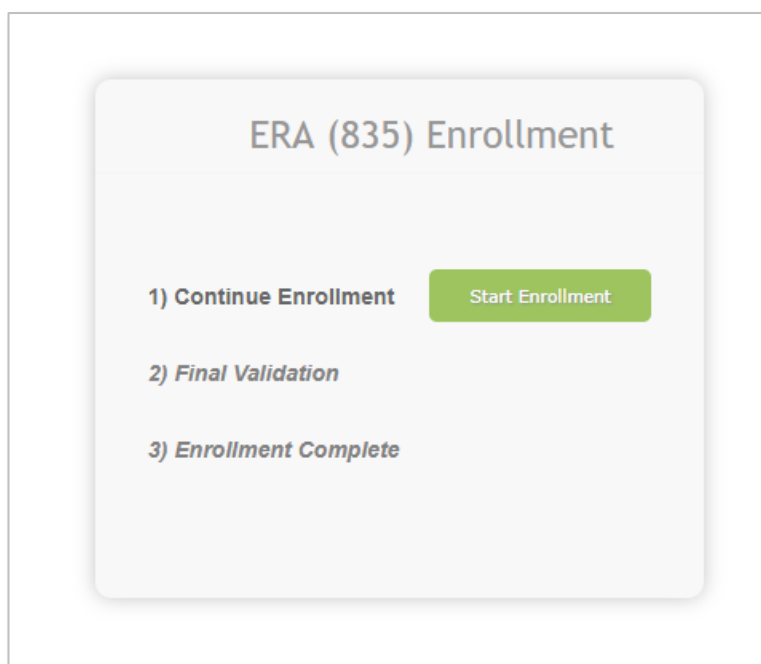 ERA (835) Enrollment
1) Continue Enrollment Start Enrollment
2) Final Validation
3) Enrollment Complete